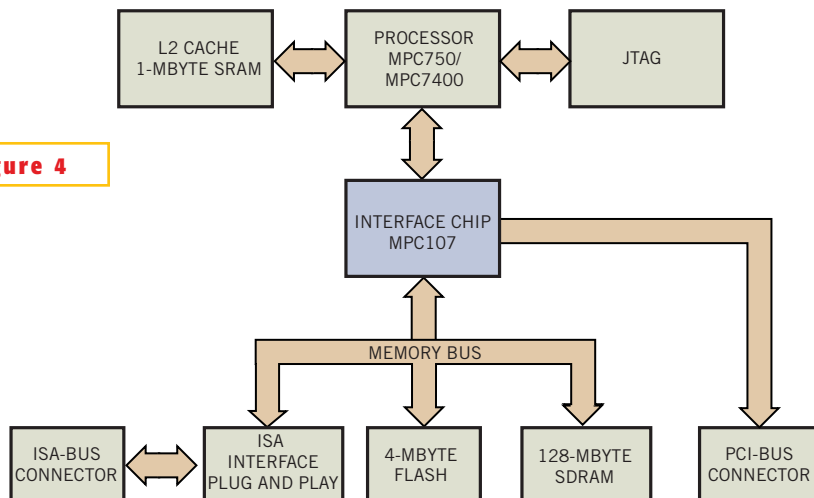 L2 CACHE
1-MBYTE SRAM
PROCESSOR
MPC750/
MPC7400
JTAG
gure 4
INTERFACE CHIP
MPC107
MEMORY BUS
ISA-BUS
CONNECTOR
ISA
INTERFACE
PLUG AND PLAY
4-MBYTE
FLASH
128-MBYTE
SDRAM
PCI-BUS
CONNECTOR